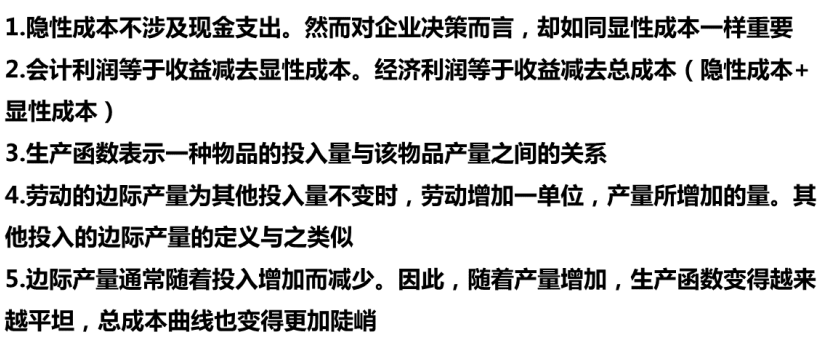 1.隐性成本不涉及现金支出。然而对企业决策而言，却如同显性成本一样重要
2.会计利润等于收益减去显性成本。经济利润等于收益减去总成本（隐性成本+
显性成本）
3.生产函数表示一种物品的投入量与该物品产量之间的关系
4.劳动的边际产量为其他投入量不变时，劳动增加一单位，产量所增加的量。其
他投入的边际产量的定义与之类似
5.边际产量通常随着投入增加而减少。因此，随着产量增加，生产函数变得越来
越平坦，总成本曲线也变得更加陡峭